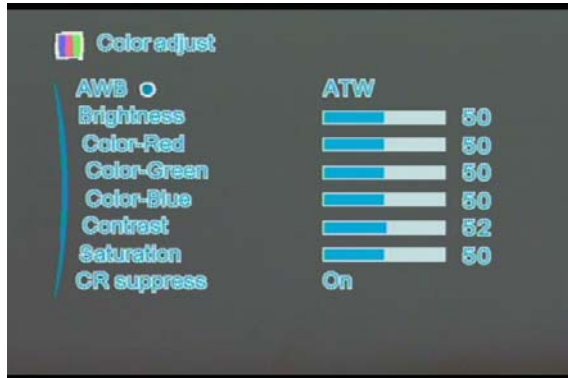 Color adjust
AWB ATW
Brightness 50
Color-Red 50
Color-Green 50
Color-Blue 50
Contrast 52
Saturation 50
CR suppress On